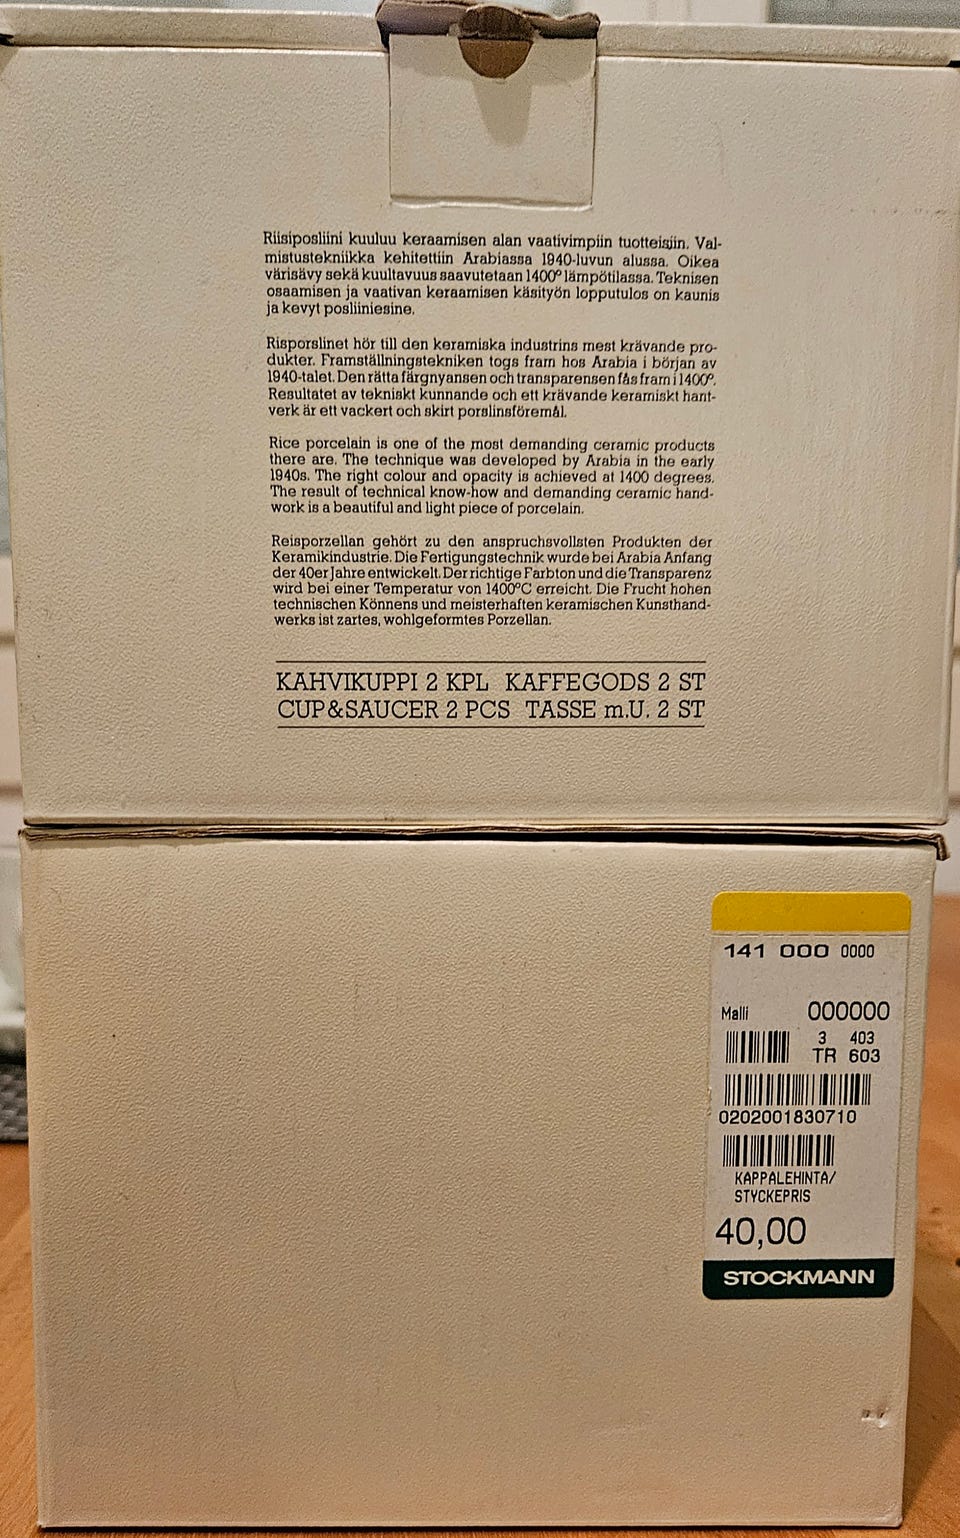 Riisiposliini kuuluu keraamisen alan vaativimpiin tuotteisiin. Val-
mistustekniikka kehitettiin Arabiassa 1940-luvun alussa. Oikea
värisävy sekä kuultavuus saavutetaan 1400° lämpötilassa. Teknisen
osaamisen ja vaativan keraamisen käsityön lopputulos on kaunis
ja kevyt posliiniesine.
Risporslinet hör till den keramiska industrins mest krävande pro-
dukter. Framställningstekniken togs fram hos Arabia i början av
1940-talet. Den rätta färgnyansen och transparensen fås fram i 1400°.
Resultatet av tekniskt kunnande och ett krävande keramiskt hant-
verk är ett vackert och skirt porslinsföremål.
Rice porcelain is one of the most demanding ceramic products
there are. The technique was developed by Arabia in the early
1940s. The right colour and opacity is achieved at 1400 degrees.
The result of technical know-how and demanding ceramic hand-
work is a beautiful and light piece of porcelain.
Reisporzellan gehört zu den anspruchsvollsten Produkten der
Keramikindustrie. Die Fertigungstechnik wurde bei Arabia Anfang
der 40er Jahre entwickelt. Der richtige Farbton und die Transparenz
wird bei einer Temperatur von 1400°C erreicht. Die Frucht hohen
technischen Könnens und meisterhaften keramischen Kunsthand-
werks ist zartes, wohlgeformtes Porzellan.
KAHVIKUPPI 2 KPL KAFFEGODS 2 ST
CUP&SAUCER 2 PCS TASSE m.U. 2 ST
141 000 0000
Malli 000000
3 403
TR 603
0202001830710
KAPPALEHINTA/
STYCKEPRIS
40,00
STOCKMANN